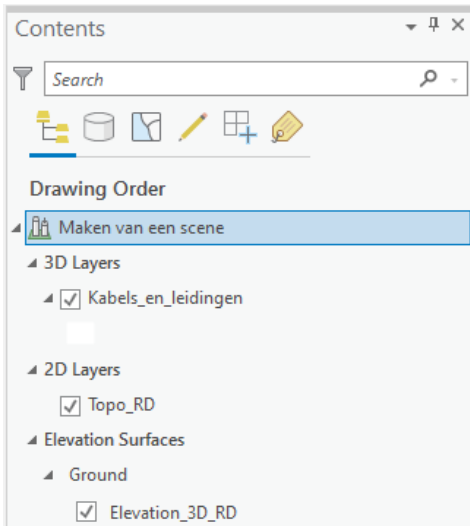 Contents
Search
Drawing Order
Maken van een scene
3D Layers
Kabels_en_leidingen
2D Layers
Topo_RD
Elevation Surfaces
Ground
Elevation_3D_RD